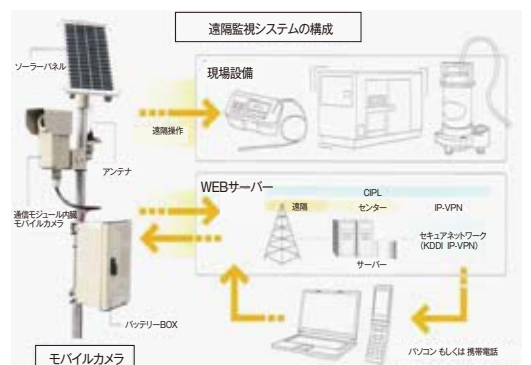 遠隔監視システムの構成
ソーラーパネル
現場設備
遠隔操作
アンテナ
通信モジュール内臓
モバイルカメラ
WEBサーバー
CIPL
遠隔
センター
IP-VPN
セキュアネットワーク
(KDDI IP-VPN)
サーバー
バッテリーBOX
パソコン もしくは 携帯電話
モバイルカメラ